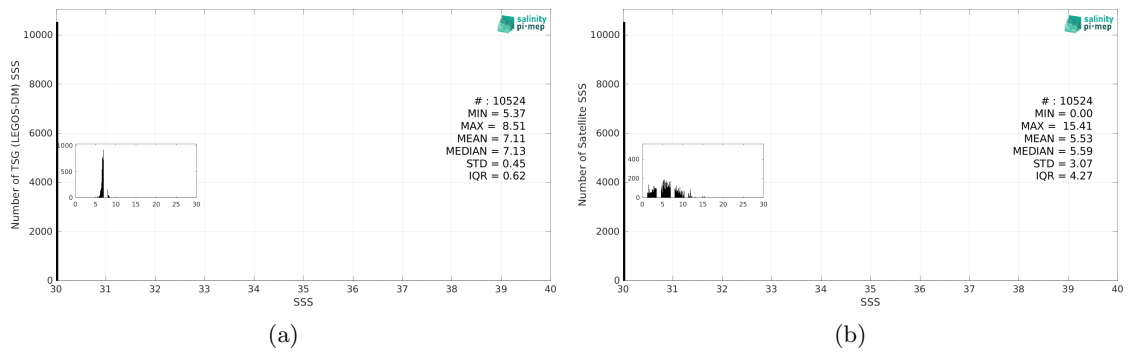 salinity
pi-mep
Number of TSG (LEGOS-DM) SSS
10000
8000
6000
4000
2000
0
# : 10524
MIN = 5.37
MAX = 8.51
MEAN = 7.11
MEDIAN = 7.13
STD = 0.45
IQR = 0.62
1000
500
0
0 5 10 15 20 25 30
30 31 32 33 34 35 36 37 38 39 40
SSS
(a)
salinity
pi-mep
Number of Satellite SSS
10000
8000
6000
4000
2000
0
# : 10524
MIN = 0.00
MAX = 15.41
MEAN = 5.53
MEDIAN = 5.59
STD = 3.07
IQR = 4.27
400
200
0
0 5 10 15 20 25 30
30 31 32 33 34 35 36 37 38 39 40
SSS
(b)